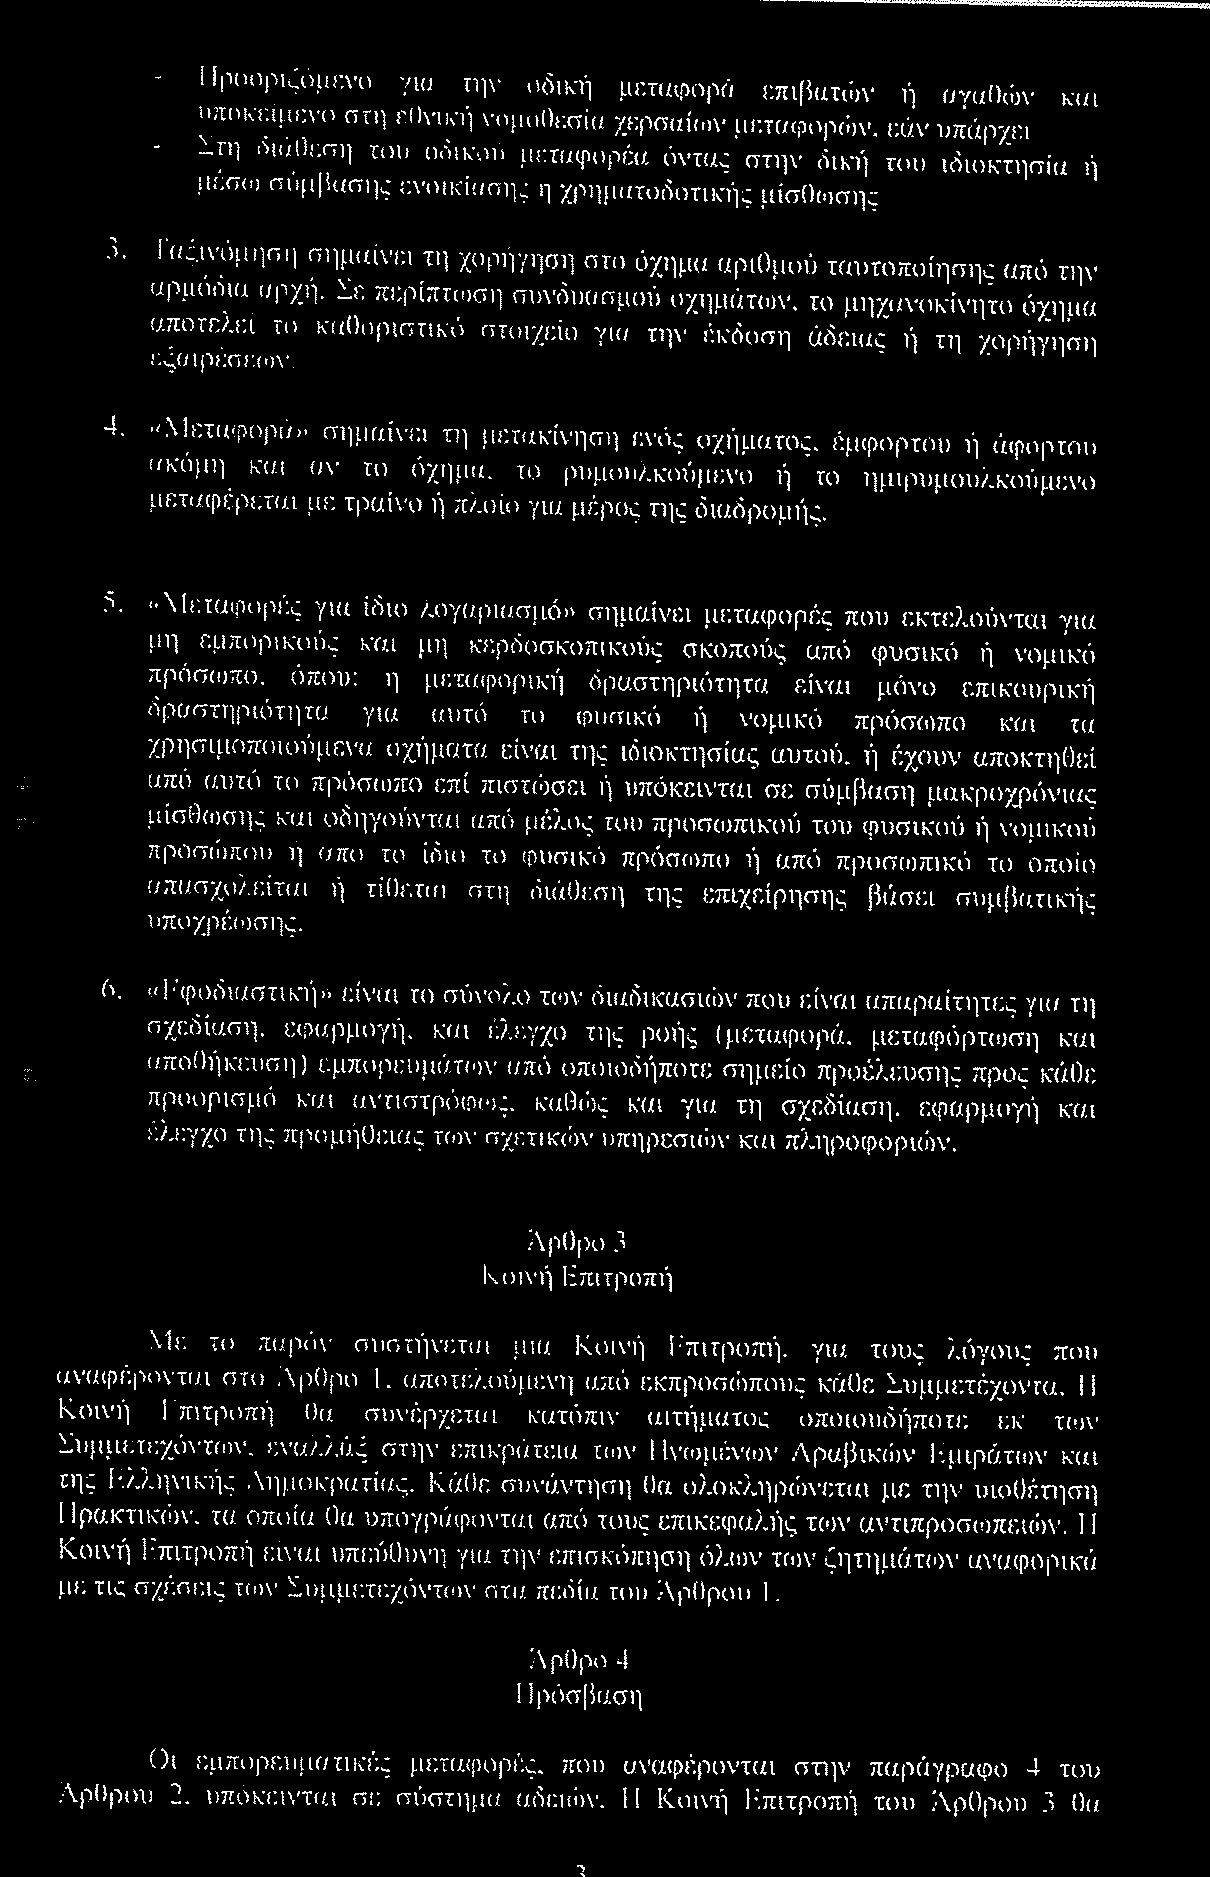 - Προοριζόμενο για την οδική μεταφορά επιβατών ή αγαθών και
υποκείμενο στη εθνική νομοθεσία χερσαίων μεταφορών, εάν υπάρχει
- Στη διάθεση του οδικού μεταφορέα όντας στην δική του ιδιοκτησία ή
μέσω σύμβασης ενοικίασης η χρηματοδοτικής μίσθωσης
3. Ταξινόμηση σημαίνει τη χορήγηση στο όχημα αριθμού ταυτοποίησης από την
αρμόδια αρχή. Σε περίπτωση συνδυασμού οχημάτων, το μηχανοκίνητο όχημα
αποτελεί το καθοριστικό στοιχείο για την έκδοση άδειας ή τη χορήγηση
εξαιρέσεων.
4. «Μεταφορά» σημαίνει τη μετακίνηση ενός οχήματος, έμφορτου ή άφορτου
ακόμη και αν το όχημα, το ρυμουλκούμενο ή το ημιρυμουλκούμενο
μεταφέρεται με τραίνο ή πλοίο για μέρος της διαδρομής.
5. «Μεταφορές για ίδιο λογαριασμό» σημαίνει μεταφορές που εκτελούνται για
μη εμπορικούς και μη κερδοσκοπικούς σκοπούς από φυσικό ή νομικό
πρόσωπο, όπου: η μεταφορική δραστηριότητα είναι μόνο επικουρική
δραστηριότητα για αυτό το φυσικό ή νομικό πρόσωπο και τα
χρησιμοποιούμενα οχήματα είναι της ιδιοκτησίας αυτού, ή έχουν αποκτηθεί
από αυτό το πρόσωπο επί πιστώσει ή υπόκεινται σε σύμβαση μακροχρόνιας
μίσθωσης και οδηγούνται από μέλος του προσωπικού του φυσικού ή νομικού
προσώπου ή απο το ίδιο το φυσικό πρόσωπο ή από προσωπικό το οποίο
απασχολείται ή τίθεται στη διάθεση της επιχείρησης βάσει συμβατικής
υποχρέωσης.
6. «Εφοδιαστική» είναι το σύνολο των διαδικασιών που είναι απαραίτητες για τη
σχεδίαση, εφαρμογή, και έλεγχο της ροής (μεταφορά, μεταφόρτωση και
αποθήκευση) εμπορευμάτων από οποιοδήποτε σημείο προέλευσης προς κάθε
προορισμό και αντιστρόφως, καθώς και για τη σχεδίαση, εφαρμογή και
έλεγχο της προμήθειας των σχετικών υπηρεσιών και πληροφοριών.
Άρθρο 3
Κοινή Επιτροπή
Με το παρόν συστήνεται μια Κοινή Επιτροπή, για τους λόγους που
αναφέρονται στο Άρθρο 1, αποτελούμενη από εκπροσώπους κάθε Συμμετέχοντα. Η
Κοινή Επιτροπή θα συνέρχεται κατόπιν αιτήματος οποιουδήποτε εκ των
Συμμετεχόντων, εναλλάξ στην επικράτεια των Ηνωμένων Αραβικών Εμιράτων και
της Ελληνικής Δημοκρατίας. Κάθε συνάντηση θα ολοκληρώνεται με την υιοθέτηση
Πρακτικών, τα οποία θα υπογράφονται από τους επικεφαλής των αντιπροσωπειών. Η
Κοινή Επιτροπή είναι υπεύθυνη για την επισκόπηση όλων των ζητημάτων αναφορικά
με τις σχέσεις των Συμμετεχόντων στα πεδία του Άρθρου 1.
Άρθρο 4
Πρόσβαση
Οι εμπορευματικές μεταφορές, που αναφέρονται στην παράγραφο 4 του
Άρθρου 2, υπόκεινται σε σύστημα αδειών. Η Κοινή Επιτροπή του Άρθρου 3 θα
3